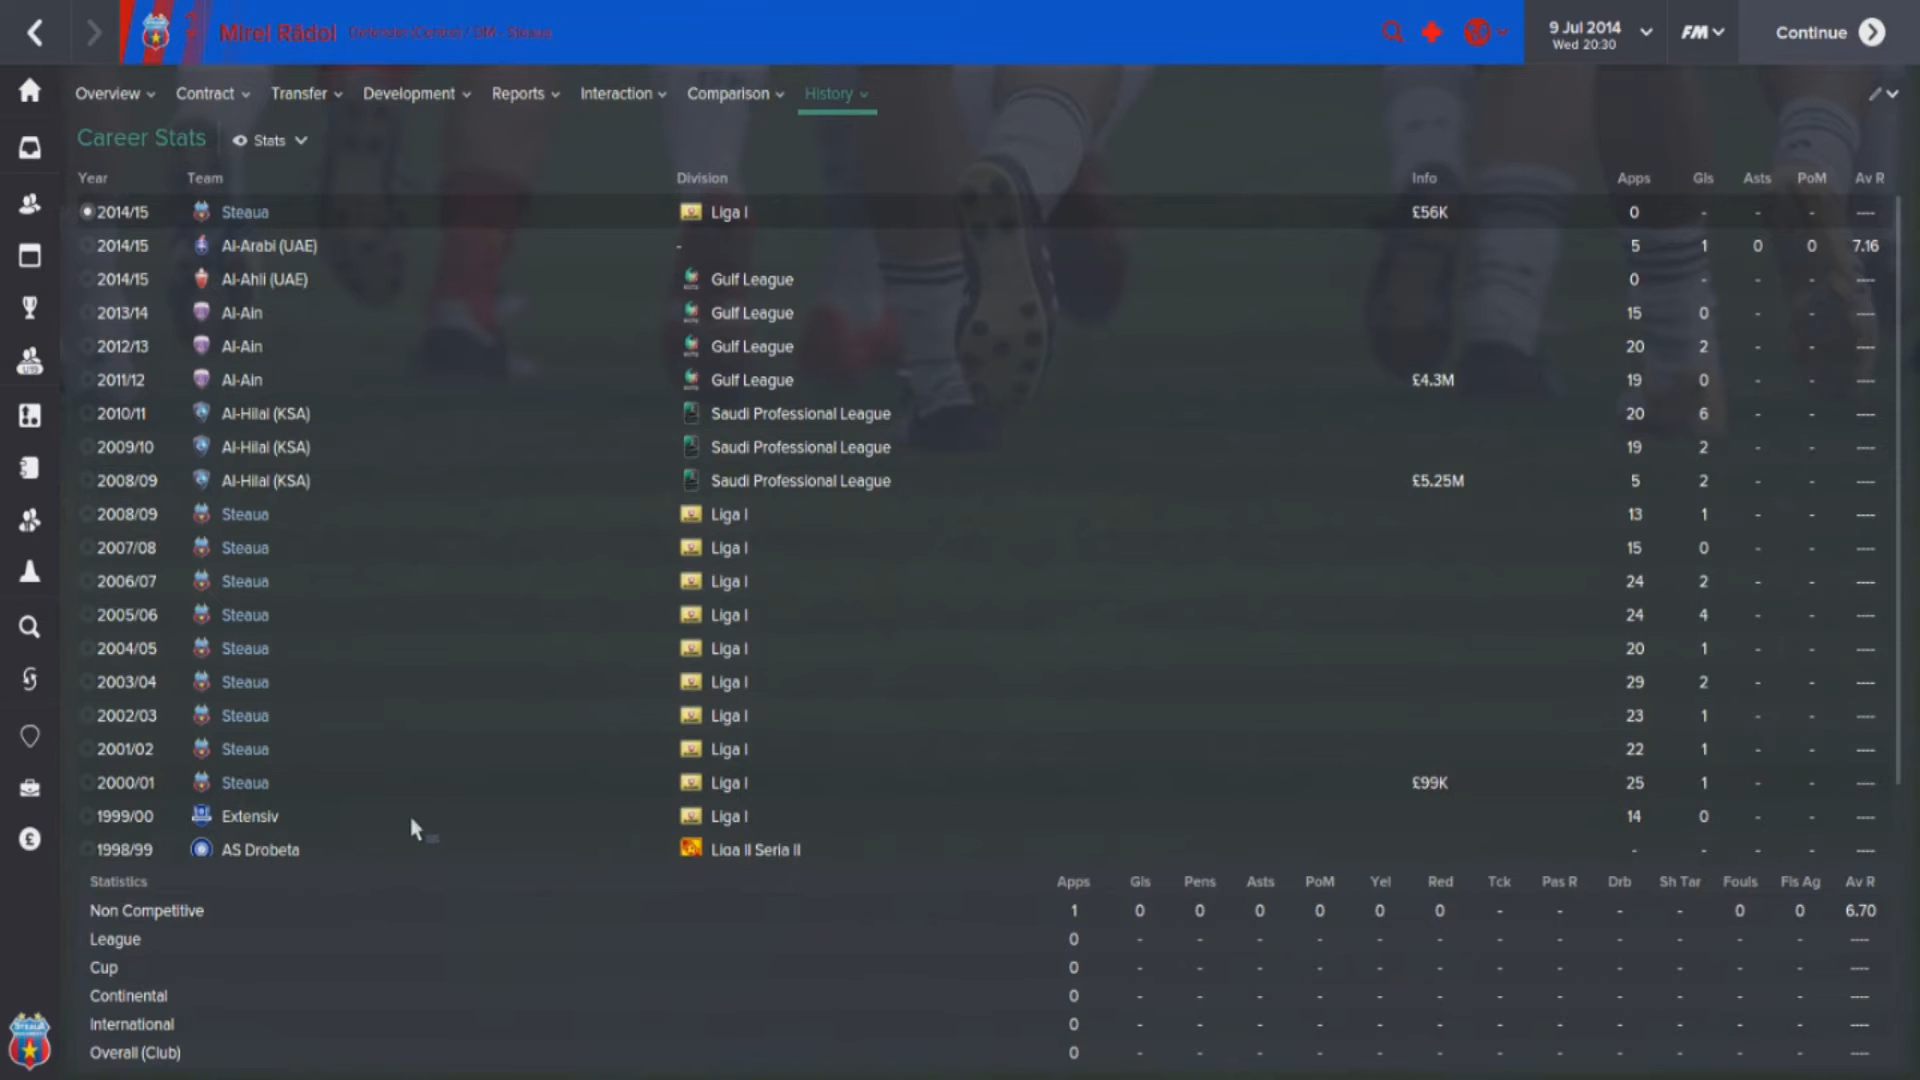 Mirel Rădoi Defender (Centre) / DM - Steaua
9 Jul 2014
Wed 20:30
FM
Continue
Overview Contract Transfer Development Reports Interaction Comparison History
Career Stats Stats
Year Team Division Info Apps Gls Asts PoM Av R
2014/15 Steaua Liga I £56K 0 - - - ----
2014/15 Al-Arabi (UAE) - 5 1 0 0 7.16
2014/15 Al-Ahli (UAE) Gulf League 0 - - - ----
2013/14 Al-Ain Gulf League 15 0 - - ----
2012/13 Al-Ain Gulf League 20 2 - - ----
2011/12 Al-Ain Gulf League £4.3M 19 0 - - ----
2010/11 Al-Hilal (KSA) Saudi Professional League 20 6 - - ----
2009/10 Al-Hilal (KSA) Saudi Professional League 19 2 - - ----
2008/09 Al-Hilal (KSA) Saudi Professional League £5.25M 5 2 - - ----
2008/09 Steaua Liga I 13 1 - - ----
2007/08 Steaua Liga I 15 0 - - ----
2006/07 Steaua Liga I 24 2 - - ----
2005/06 Steaua Liga I 24 4 - - ----
2004/05 Steaua Liga I 20 1 - - ----
2003/04 Steaua Liga I 29 2 - - ----
2002/03 Steaua Liga I 23 1 - - ----
2001/02 Steaua Liga I 22 1 - - ----
2000/01 Steaua Liga I £99K 25 1 - - ----
1999/00 Extensiv Liga I 14 0 - - ----
1998/99 AS Drobeta Liga II Seria II - - - - ----
Statistics Apps Gls Pens Asts PoM Yel Red Tck Pas R Drb Sh Tar Fouls Fls Ag Av R
Non Competitive 1 0 0 0 0 0 0 - - - - 0 0 6.70
League 0 - - - - - - - - - - - - ----
Cup 0 - - - - - - - - - - - - ----
Continental 0 - - - - - - - - - - - - ----
International 0 - - - - - - - - - - - - ----
Overall (Club) 0 - - - - - - - - - - - - ----
STEAUA